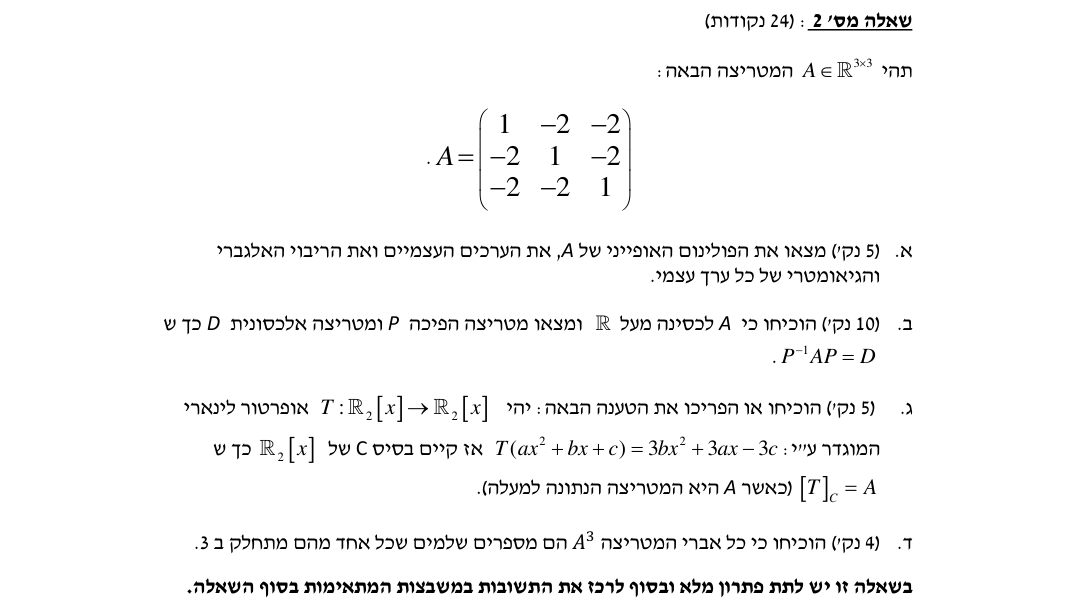 שאלה מס' 2 : (24 נקודות)
תהי A ∈ ℝ^{3×3} המטריצה הבאה :
. A = \begin{pmatrix} 1 & -2 & -2 \\ -2 & 1 & -2 \\ -2 & -2 & 1 \end{pmatrix}
א. (5 נק') מצאו את הפולינום האופייני של A, את הערכים העצמיים ואת הריבוי האלגברי
והגיאומטרי של כל ערך עצמי.
ב. (10 נק') הוכיחו כי A לכסינה מעל ℝ ומצאו מטריצה הפיכה P ומטריצה אלכסונית D כך ש
. P^{-1}AP = D
ג. (5 נק') הוכיחו או הפריכו את הטענה הבאה : יהי T : ℝ_2[x] → ℝ_2[x] אופרטור לינארי
המוגדר ע"י : T(ax^2 + bx + c) = 3bx^2 + 3ax − 3c אז קיים בסיס C של ℝ_2[x] כך ש
[T]_C = A (כאשר A היא המטריצה הנתונה למעלה).
ד. (4 נק') הוכיחו כי כל אברי המטריצה A^3 הם מספרים שלמים שכל אחד מהם מתחלק ב 3.
בשאלה זו יש לתת פתרון מלא ובסוף לרכז את התשובות במשבצות המתאימות בסוף השאלה.